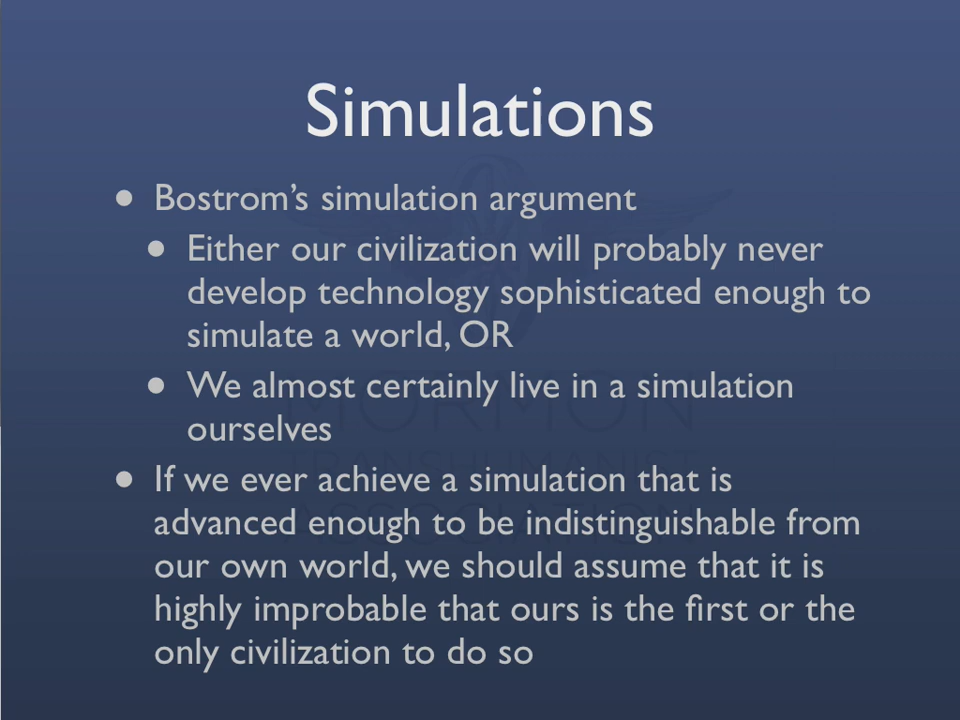 Simulations
• Bostrom’s simulation argument
• Either our civilization will probably never
develop technology sophisticated enough to
simulate a world, OR
• We almost certainly live in a simulation
ourselves
• If we ever achieve a simulation that is
advanced enough to be indistinguishable from
our own world, we should assume that it is
highly improbable that ours is the first or the
only civilization to do so
MORMON
TRANSHUMANIST
ASSOCIATION